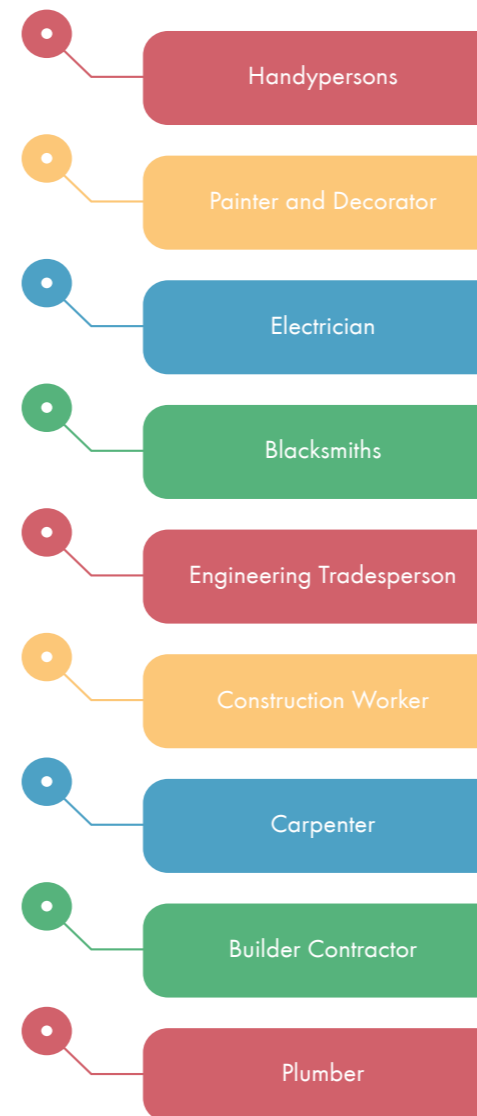 Handypersons
Painter and Decorator
Electrician
Blacksmiths
Engineering Tradesperson
Construction Worker
Carpenter
Builder Contractor
Plumber